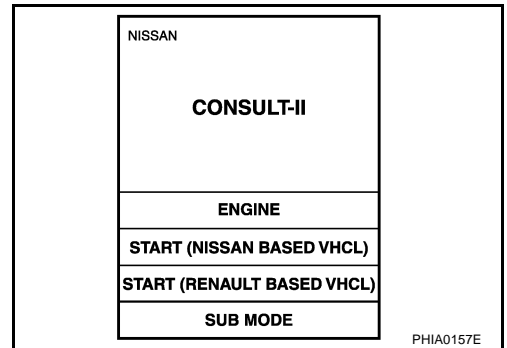 NISSAN
CONSULT-II
ENGINE
START (NISSAN BASED VHCL)
START (RENAULT BASED VHCL)
SUB MODE
PHIA0157E